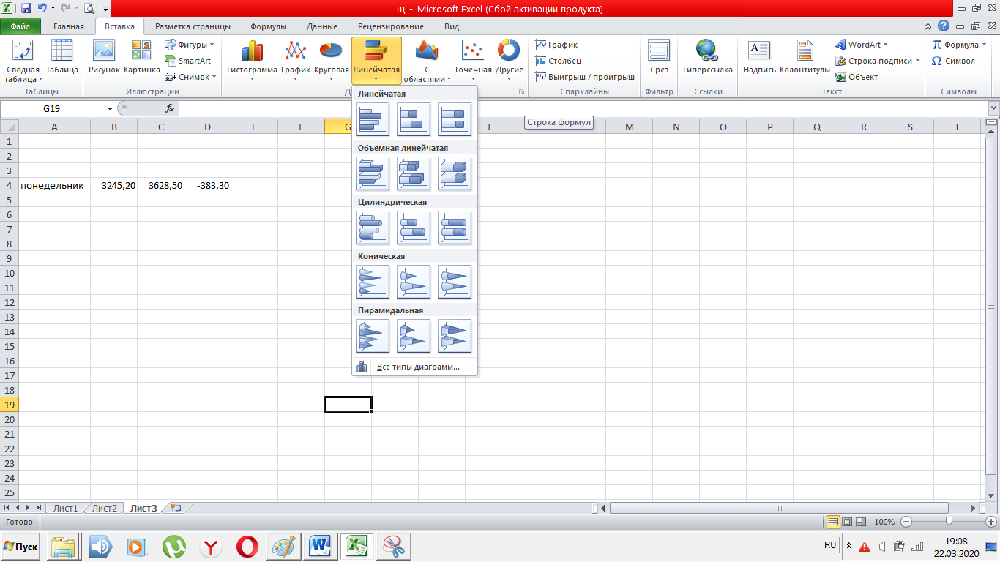 щ - Microsoft Excel (Сбой активации продукта)
Файл Главная Вставка Разметка страницы Формулы Данные Рецензирование Вид
Сводная таблица Таблица Рисунок Картинка Фигуры SmartArt Снимок Гистограмма График Круговая Линейчатая С областями Точечная Другие График Столбец Выигрыш / проигрыш Срез Гиперссылка Надпись Колонтитулы WordArt Строка подписи Объект Формула Символ
Таблицы Иллюстрации Д Спарклайны Фильтр Ссылки Текст Символы
G19 fx
Строка формул
A B C D E F G J M N O P Q R S T
Линейчатая
Объемная линейчатая
Цилиндрическая
Коническая
Пирамидальная
Все типы диаграмм...
1
2
3
4 понедельник 3245,20 3628,50 -383,30
5
6
7
8
9
10
11
12
13
14
15
16
17
18
19
20
21
22
23
24
25
Лист1 Лист2 Лист3
Готово 100%
Пуск RU 19:08
22.03.2020